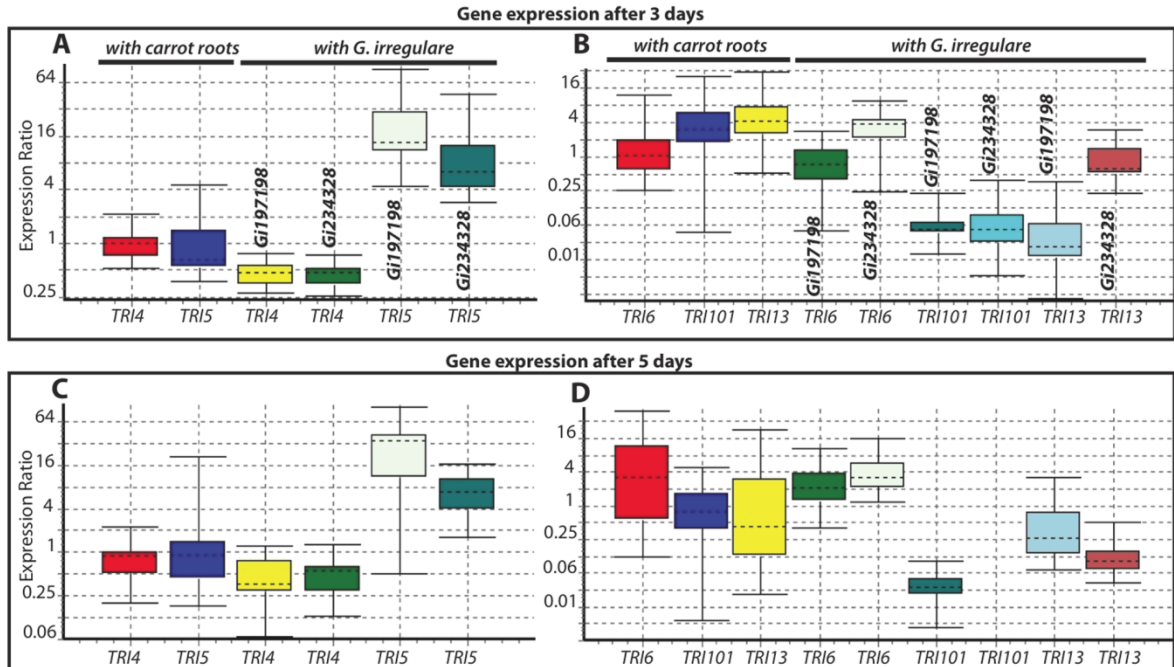 Gene expression after 3 days
A
with carrot roots
with G. irregulare
Expression Ratio
64
16
4
1
0.25
Gi197198
Gi234328
Gi197198
Gi234328
TRI4 TRI5 TRI4 TRI4 TRI5 TRI5
B
with carrot roots
with G. irregulare
16
4
1
0.25
0.06
0.01
Gi197198
Gi234328
Gi197198
Gi234328
Gi197198
Gi234328
TRI6 TRI101 TRI13 TRI6 TRI6 TRI101 TRI101 TRI13 TRI13
Gene expression after 5 days
C
Expression Ratio
64
16
4
1
0.25
0.06
TRI4 TRI5 TRI4 TRI4 TRI5 TRI5
D
16
4
1
0.25
0.06
0.01
TRI6 TRI101 TRI13 TRI6 TRI6 TRI101 TRI101 TRI13 TRI13